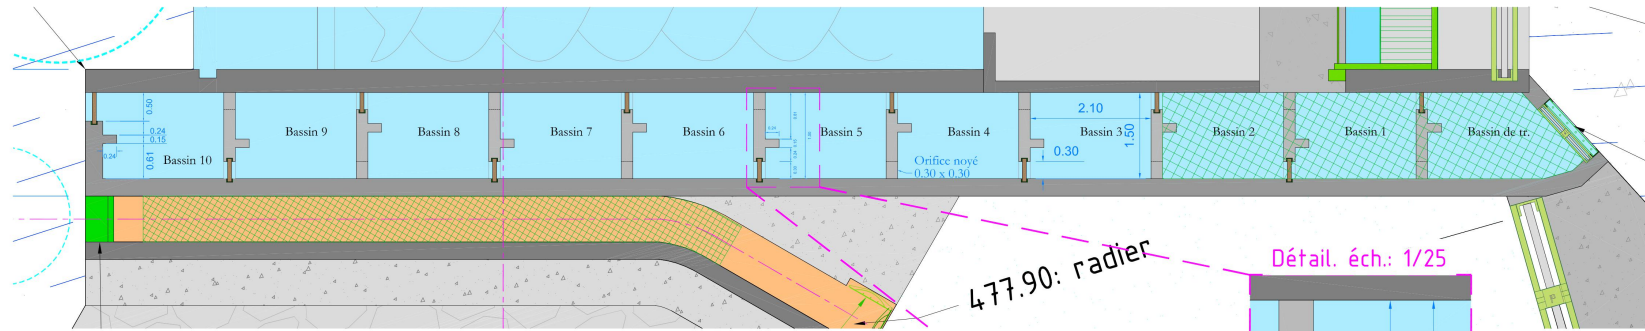 0.50
0.24
0.15
0.24
0.61
Bassin 10
Bassin 9
Bassin 8
Bassin 7
Bassin 6
Bassin 5
Bassin 4
Orifice noyé
0.30 x 0.30
2.10
Bassin 3
1.50
0.30
Bassin 2
Bassin 1
Bassin de tr.
477.90: radier
Détail. éch.: 1/25